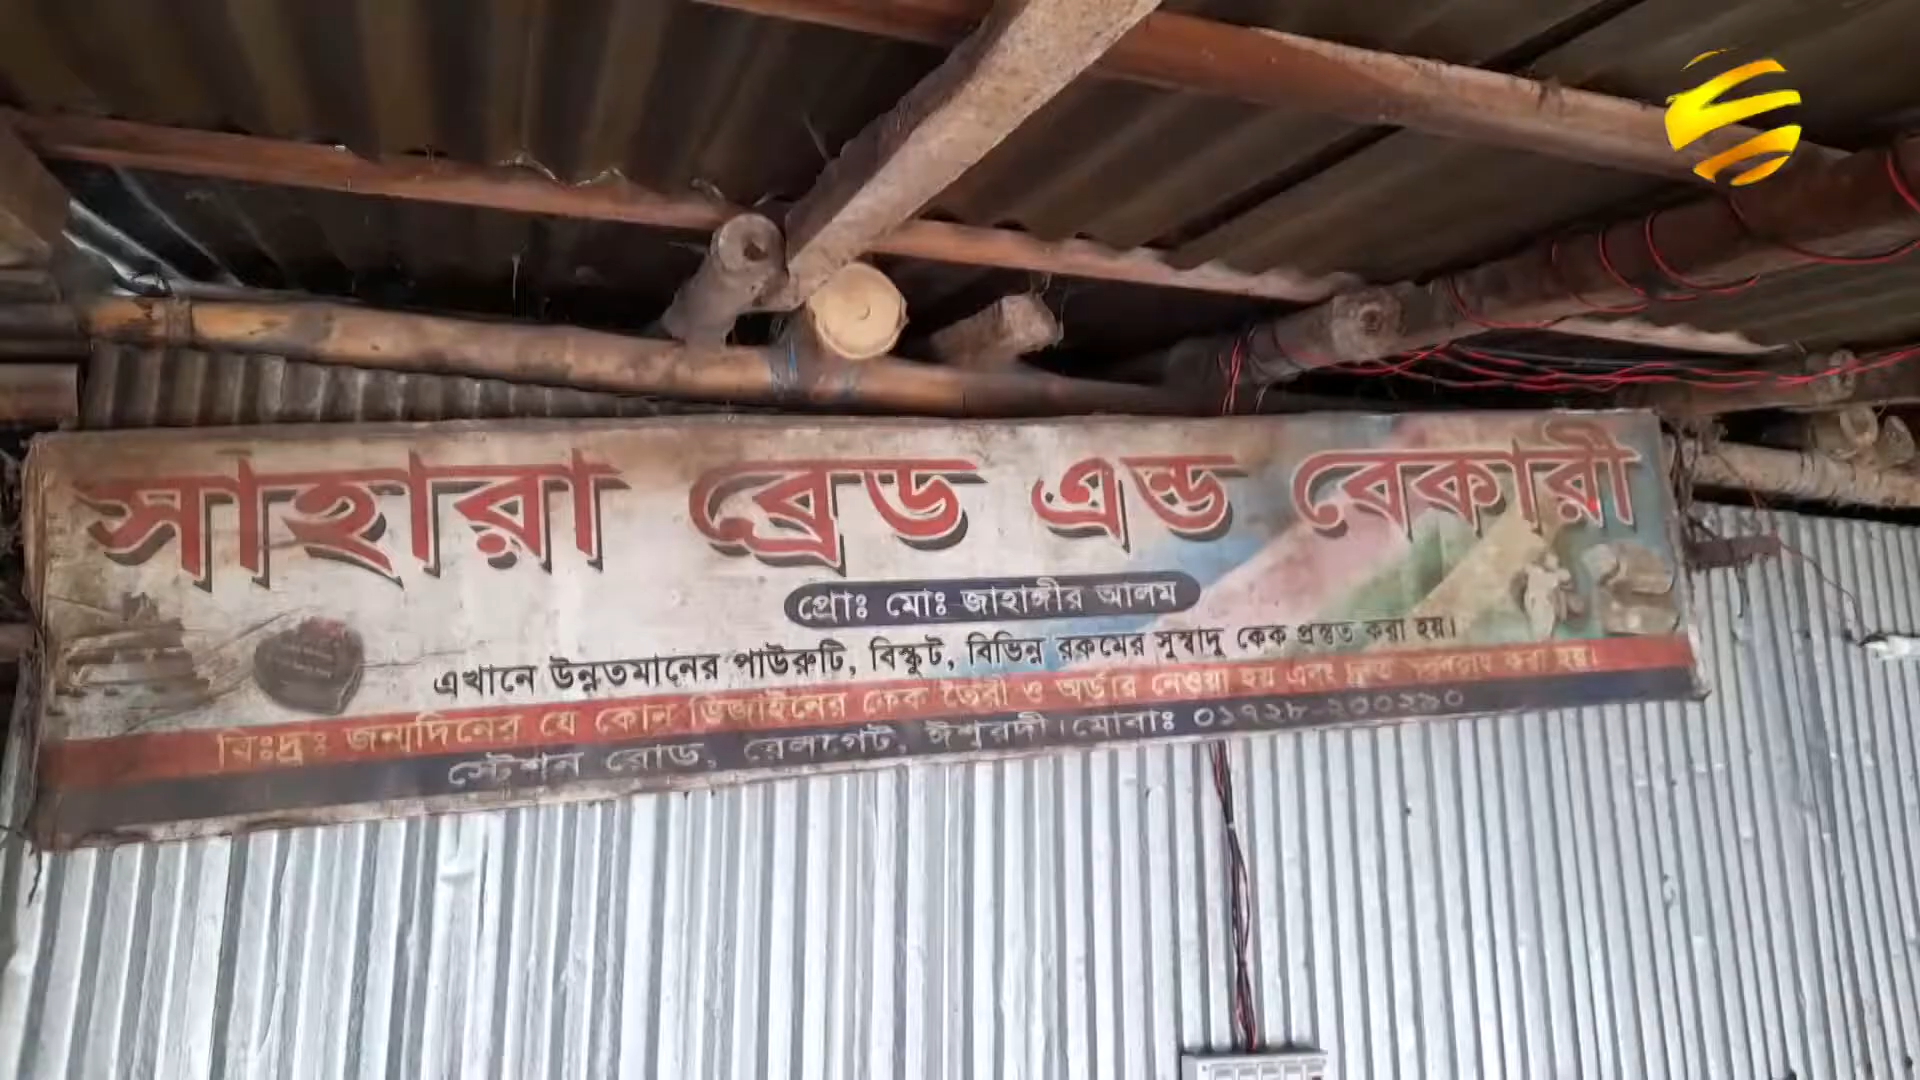 সাহারা ব্রেড এন্ড বেকারী
প্রোঃ মোঃ জাহাঙ্গীর আলম
এখানে উন্নতমানের পাউরুটি, বিস্কুট, বিভিন্ন রকমের সুস্বাদু কেক প্রস্তুত করা হয়।
বিঃদ্রঃ জন্মদিনের যে কোন ডিজাইনের কেক তৈরী ও অর্ডার নেওয়া হয় এবং দ্রুত সরবরাহ করা হয়।
স্টেশন রোড, রেলগেট, ঈশ্বরদী। মোবাঃ